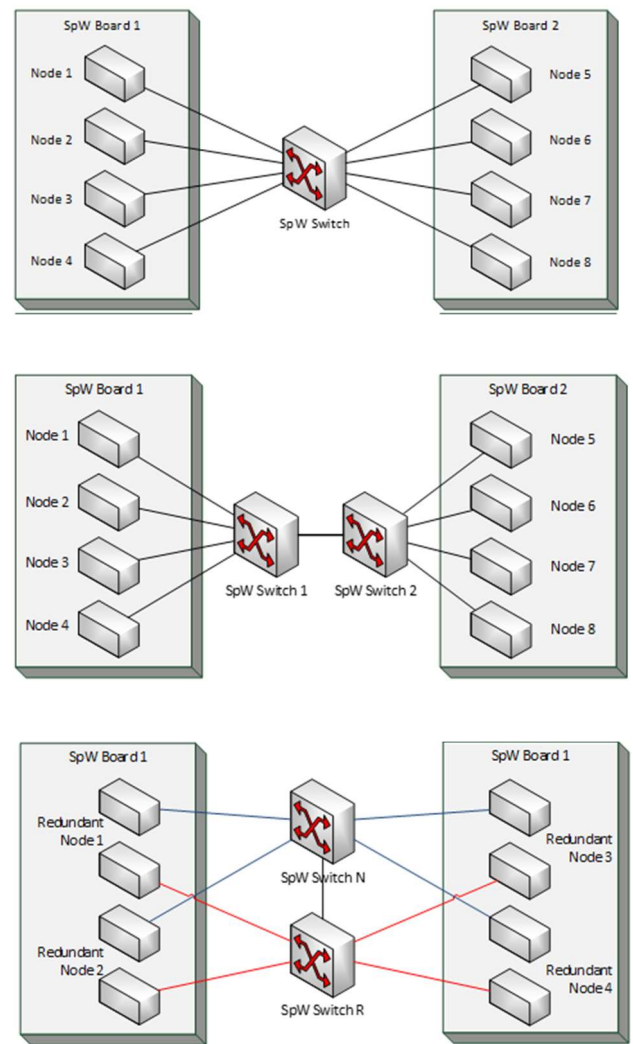 SpW Board 1
SpW Board 2
Node 1
Node 5
Node 2
Node 6
Node 3
Node 7
SpW Switch
Node 4
Node 8
SpW Board 1
SpW Board 2
Node 1
Node 5
Node 2
Node 6
Node 3
Node 7
SpW Switch 1
SpW Switch 2
Node 4
Node 8
SpW Board 1
SpW Board 1
Redundant
Node 1
Redundant
Node 3
SpW Switch N
Redundant
Node 2
Redundant
Node 4
SpW Switch R